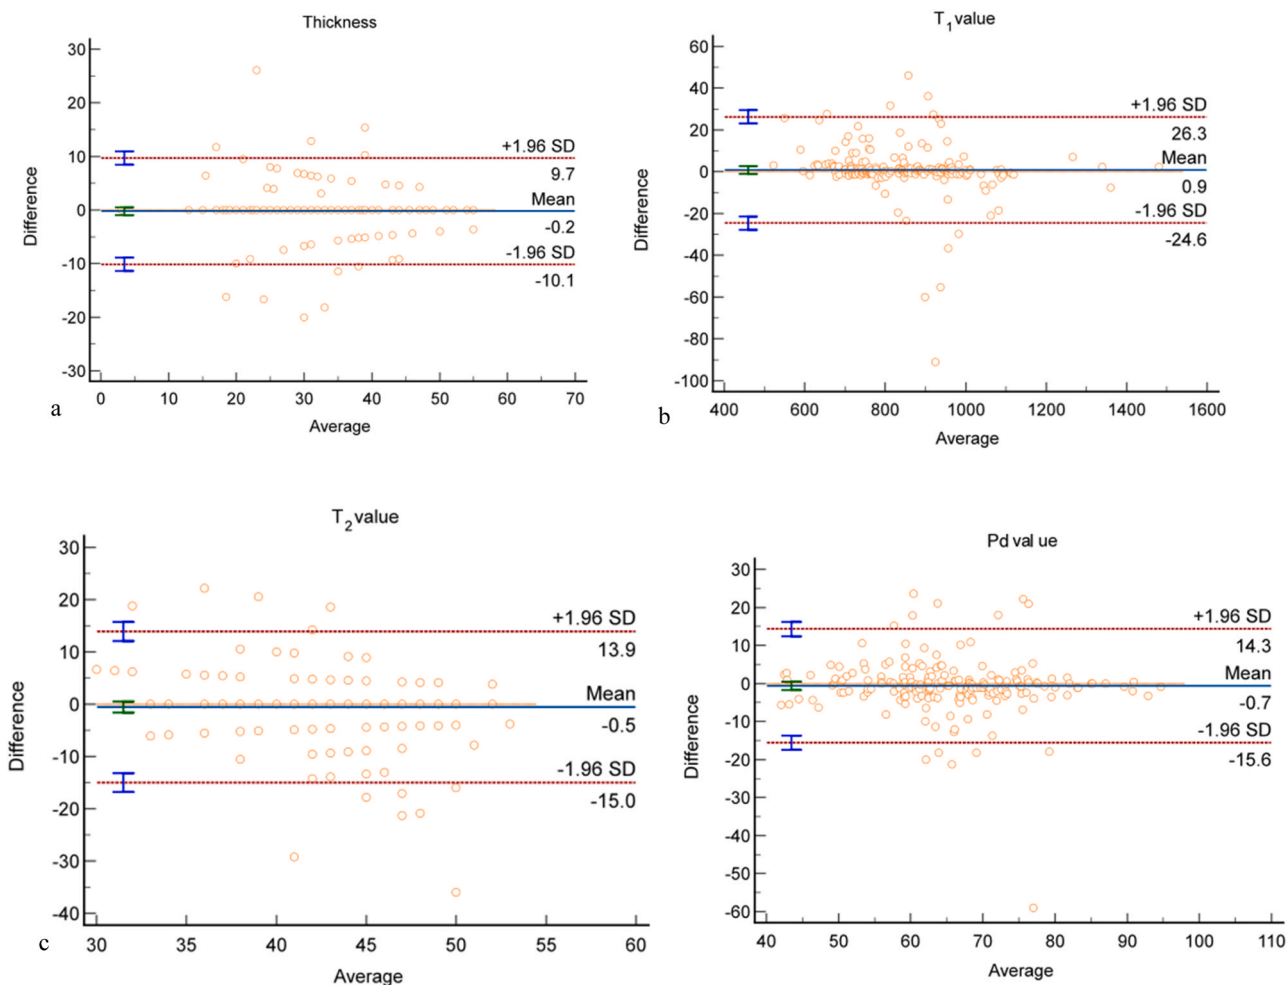 Thickness
30
20
10
0
-10
-20
-30
Difference
+1.96 SD
9.7
Mean
-0.2
-1.96 SD
-10.1
0 10 20 30 40 50 60 70
Average
a
T1value
60
40
20
0
-20
-40
-60
-80
-100
Difference
+1.96 SD
26.3
Mean
0.9
-1.96 SD
-24.6
400 600 800 1000 1200 1400 1600
Average
b
T2value
30
20
10
0
-10
-20
-30
-40
Difference
+1.96 SD
13.9
Mean
-0.5
-1.96 SD
-15.0
30 35 40 45 50 55 60
Average
c
Pd val ue
30
20
10
0
-10
-20
-30
-40
-50
-60
Difference
+1.96 SD
14.3
Mean
-0.7
-1.96 SD
-15.6
40 50 60 70 80 90 100 110
Average